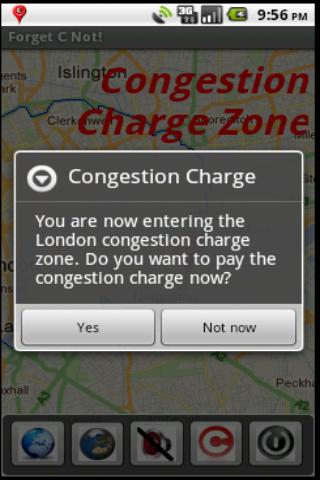 3G
9:56 PM
Forget C Not!
Islington
Congestion
Clerkenwell
Shoreditch
Charge Zone
Congestion Charge
You are now entering the
London congestion charge
zone. Do you want to pay the
congestion charge now?
Yes
Not now
Peckha